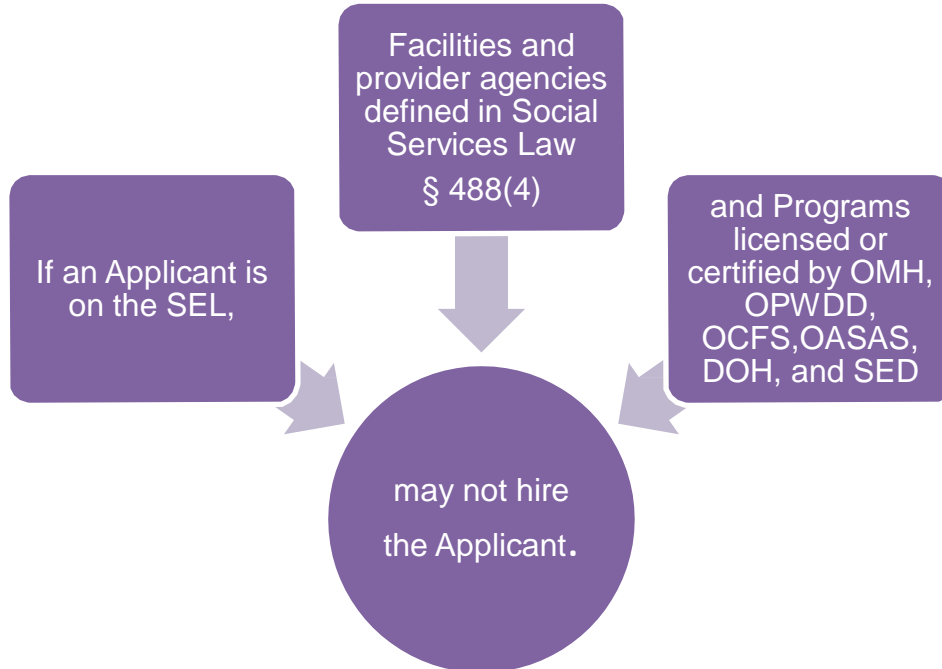 If an Applicant is
on the SEL,
Facilities and
provider agencies
defined in Social
Services Law
§ 488(4)
and Programs
licensed or
certified by OMH,
OPWDD,
OCFS,OASAS,
DOH, and SED
may not hire
the Applicant.